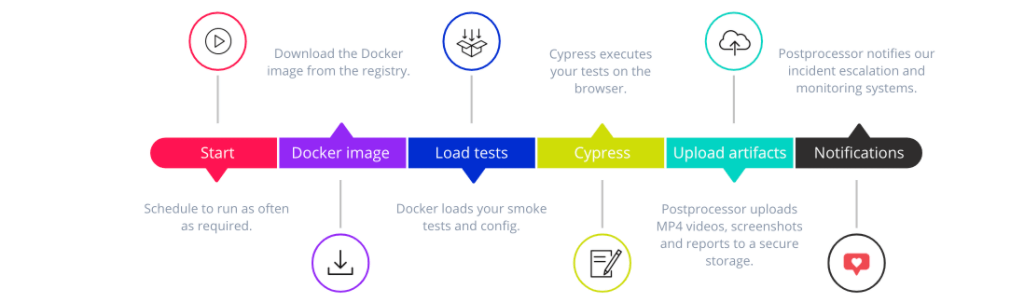 Download the Docker
image from the registry.
Cypress executes
your tests on the
browser.
Postprocessor notifies our
incident escalation and
monitoring systems.
Start
Docker image
Load tests
Cypress
Upload artifacts
Notifications
Schedule to run as often
as required.
Docker loads your smoke
tests and config.
Postprocessor uploads
MP4 videos, screenshots
and reports to a secure
storage.